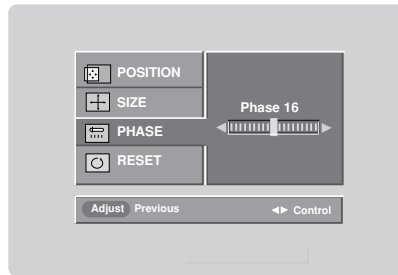 POSITION
SIZE
PHASE
RESET
Phase 16
Adjust Previous
◄► Control